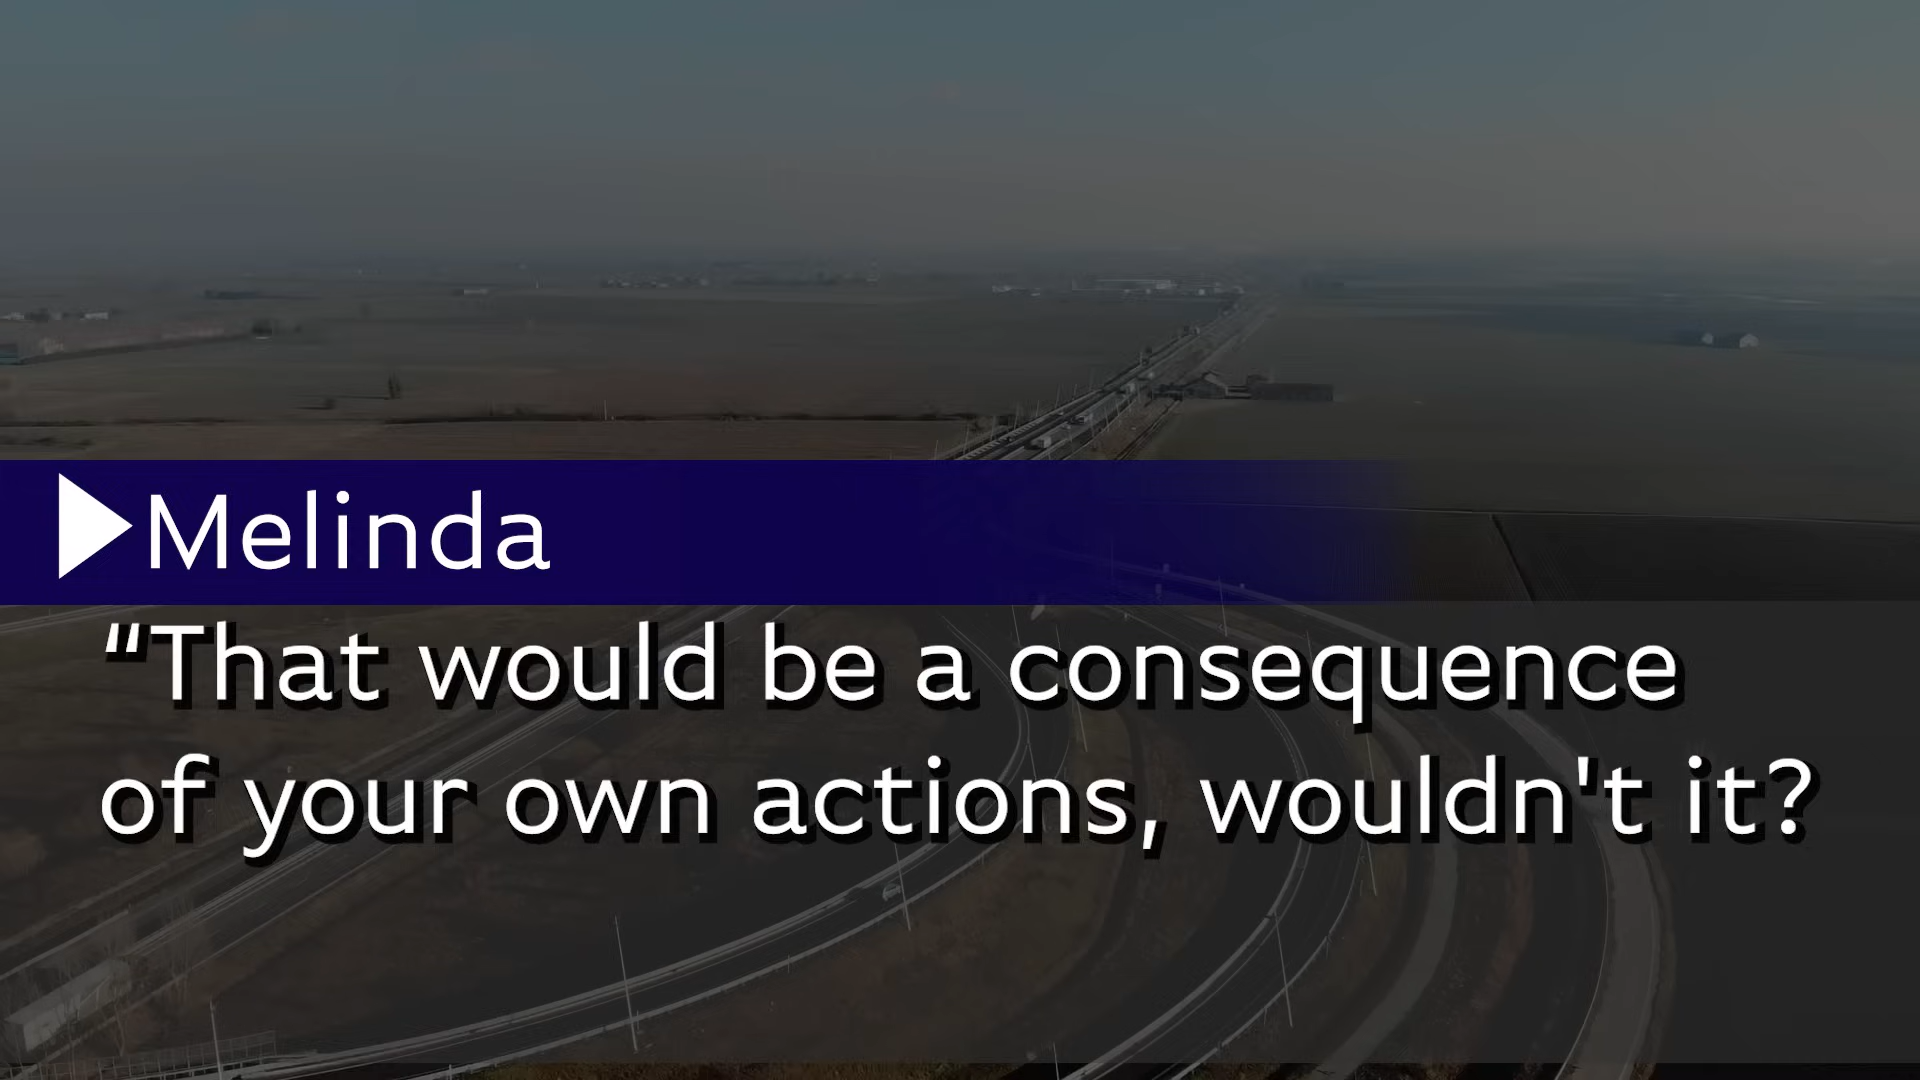 Melinda
“That would be a consequence
of your own actions, wouldn't it?